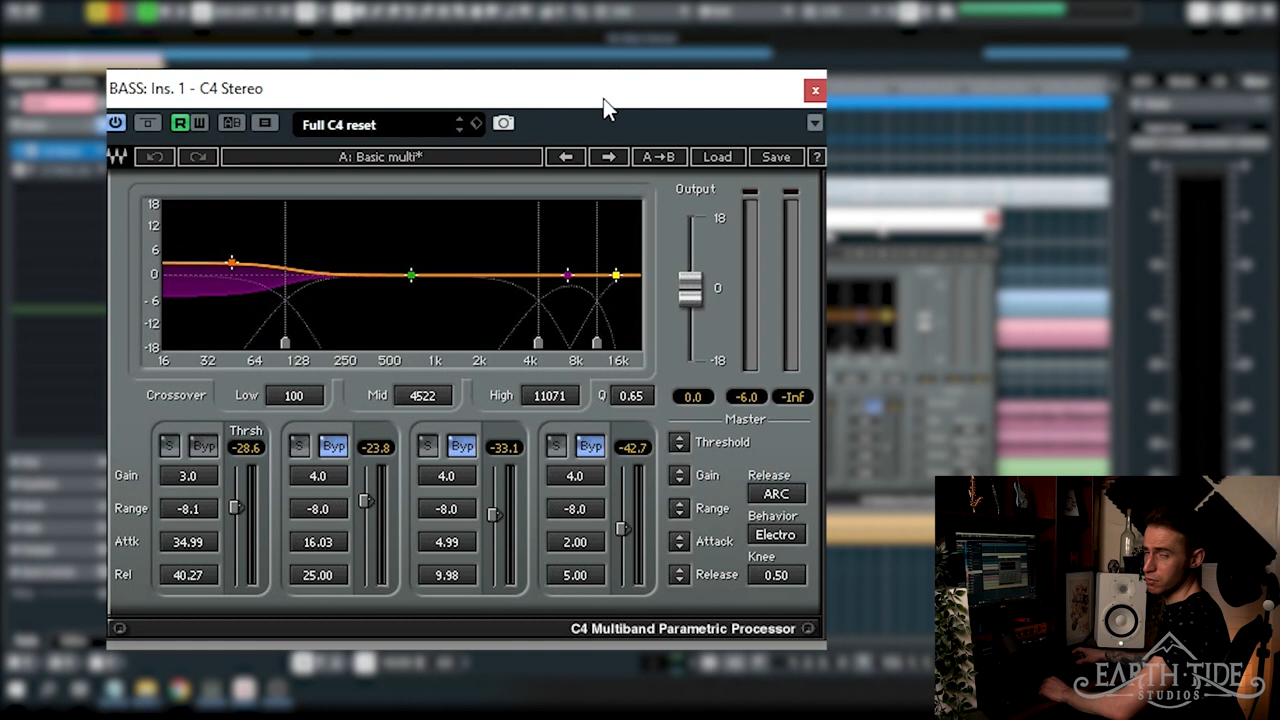 BASS: Ins. 1 - C4 Stereo
R W A B Full C4 reset
A: Basic multi* A→B Load Save ?
Output
18
12
6
0
-6
-12
-18
16 32 64 128 250 500 1k 2k 4k 8k 16k
18
0
-18
Crossover Low 100 Mid 4522 High 11071 Q 0.65 0.0 -6.0 -Inf
Master
Thrsh
S Byp -28.6 S Byp -23.8 S Byp -33.1 S Byp -42.7 Threshold
Gain 3.0 4.0 4.0 4.0 Gain Release
ARC
Range -8.1 -8.0 -8.0 -8.0 Range Behavior
Electro
Attk 34.99 16.03 4.99 2.00 Attack Knee
Rel 40.27 25.00 9.98 5.00 Release 0.50
C4 Multiband Parametric Processor
EARTH TIDE
STUDIOS